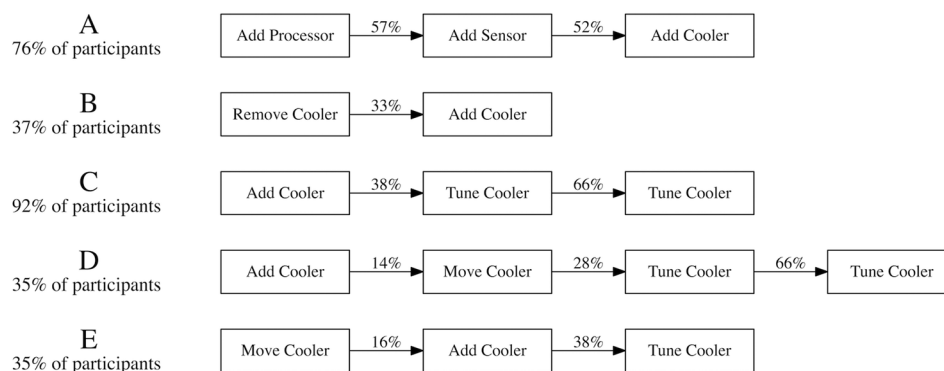 A
76% of participants
Add Processor 57% Add Sensor 52% Add Cooler
B
37% of participants
Remove Cooler 33% Add Cooler
C
92% of participants
Add Cooler 38% Tune Cooler 66% Tune Cooler
D
35% of participants
Add Cooler 14% Move Cooler 28% Tune Cooler 66% Tune Cooler
E
35% of participants
Move Cooler 16% Add Cooler 38% Tune Cooler